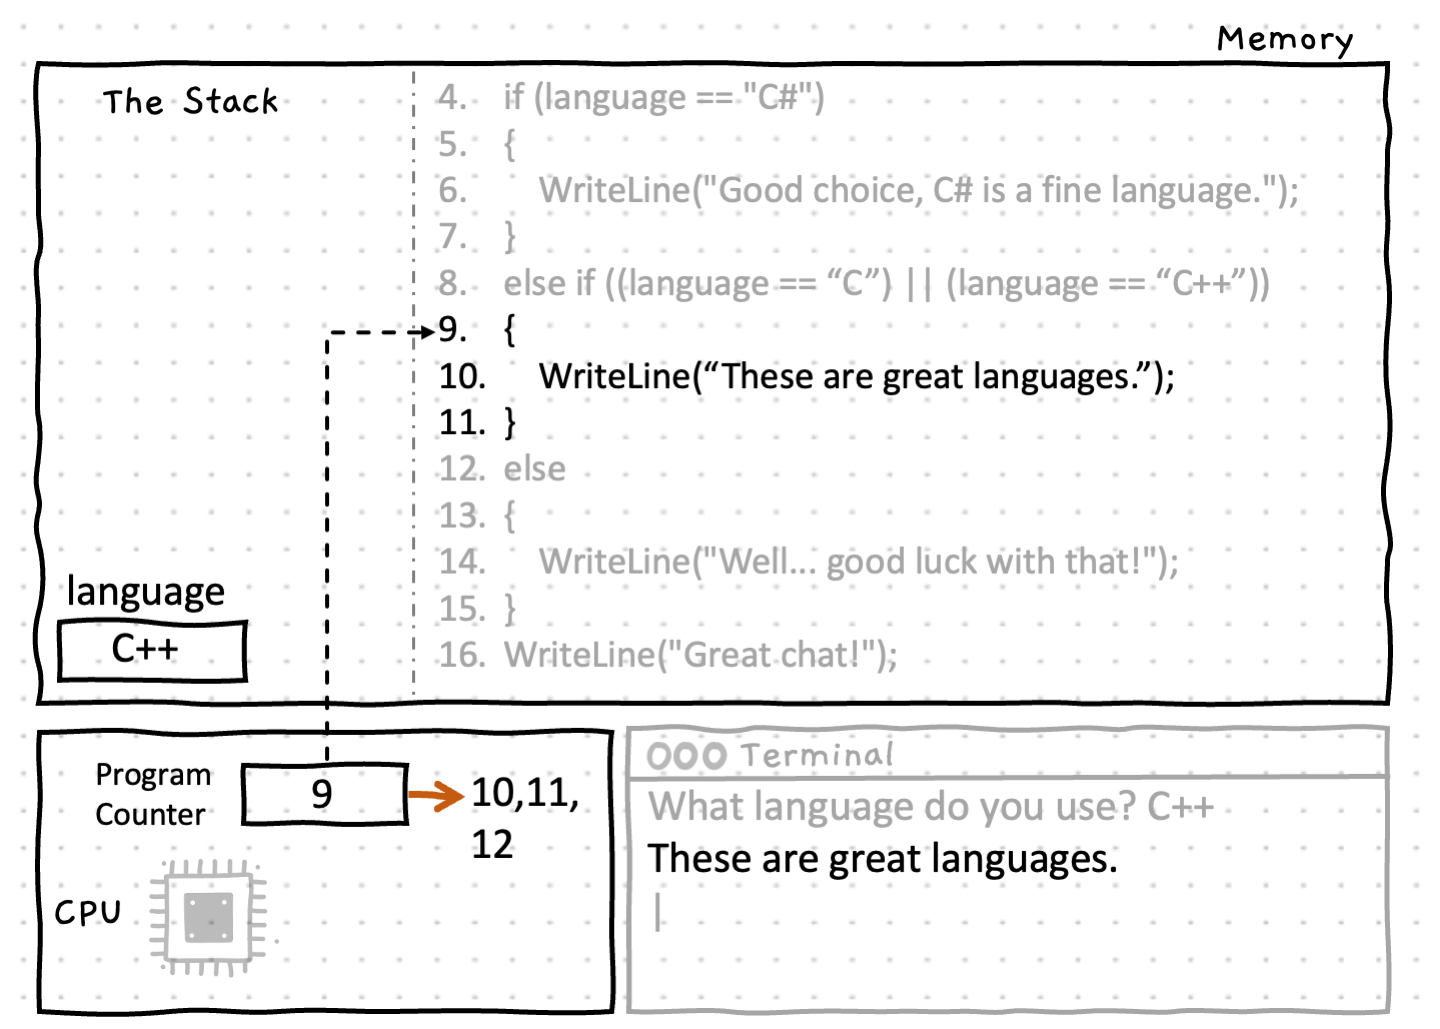 Memory
The Stack
4. if (language == "C#")
5. {
6. WriteLine("Good choice, C# is a fine language.");
7. }
8. else if ((language == “C”) || (language == “C++”))
9. {
10. WriteLine(“These are great languages.”);
11. }
12. else
13. {
14. WriteLine("Well... good luck with that!");
15. }
16. WriteLine("Great chat!");
language
C++
Program
Counter
9
10,11,
12
CPU
Terminal
What language do you use? C++
These are great languages.